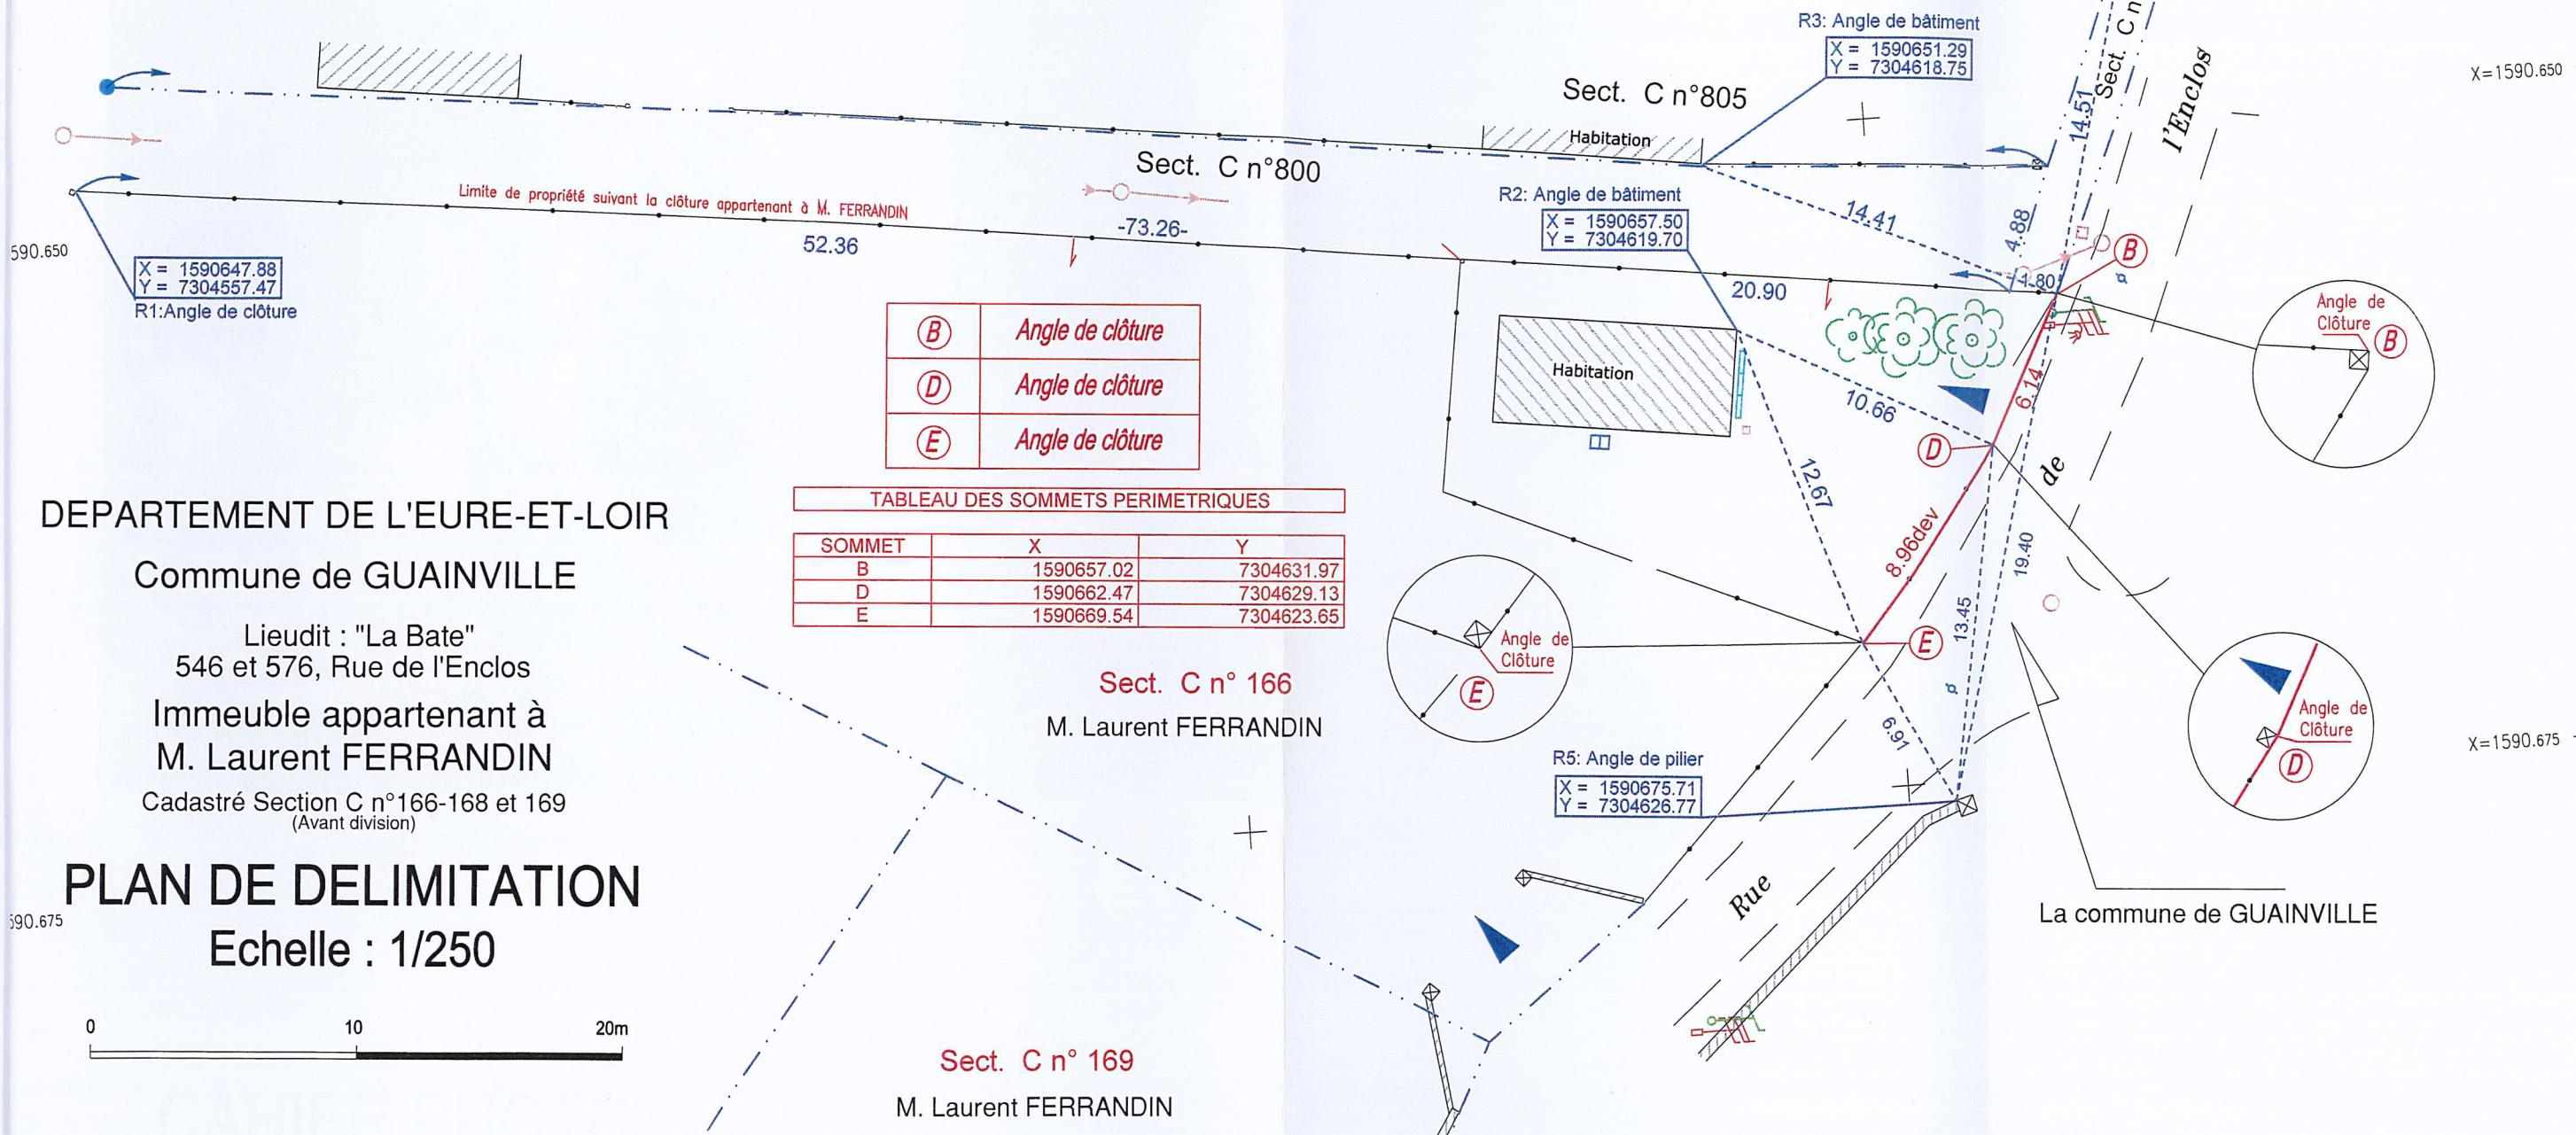 R3: Angle de bâtiment
X = 1590651.29
Y = 7304618.75
Sect. C n
l'Enclos
X=1590.650
Sect. C n°805
14.51
Habitation
Sect. C n°800
Limite de propriété suivant la clôture appartenant à M. FERRANDIN
-73.26-
52.36
R2: Angle de bâtiment
X = 1590657.50
Y = 7304619.70
14.41
4.88
B
590.650
X = 1590647.88
Y = 7304557.47
R1:Angle de clôture
1.80
20.90
Angle de
Clôture
B
B Angle de clôture
D Angle de clôture
E Angle de clôture
Habitation
10.66
6.14
D
de
12.67
TABLEAU DES SOMMETS PERIMETRIQUES
SOMMET X Y
B 1590657.02 7304631.97
D 1590662.47 7304629.13
E 1590669.54 7304623.65
8.96dev
19.40
13.45
DEPARTEMENT DE L'EURE-ET-LOIR
Commune de GUAINVILLE
Lieudit : "La Bate"
546 et 576, Rue de l'Enclos
Immeuble appartenant à
M. Laurent FERRANDIN
Cadastré Section C n°166-168 et 169
(Avant division)
PLAN DE DELIMITATION
Echelle : 1/250
0 10 20m
Sect. C n° 166
M. Laurent FERRANDIN
Angle de
Clôture
E
E
6.91
Angle de
Clôture
D
X=1590.675
R5: Angle de pilier
X = 1590675.71
Y = 7304626.77
Rue
La commune de GUAINVILLE
590.675
Sect. C n° 169
M. Laurent FERRANDIN